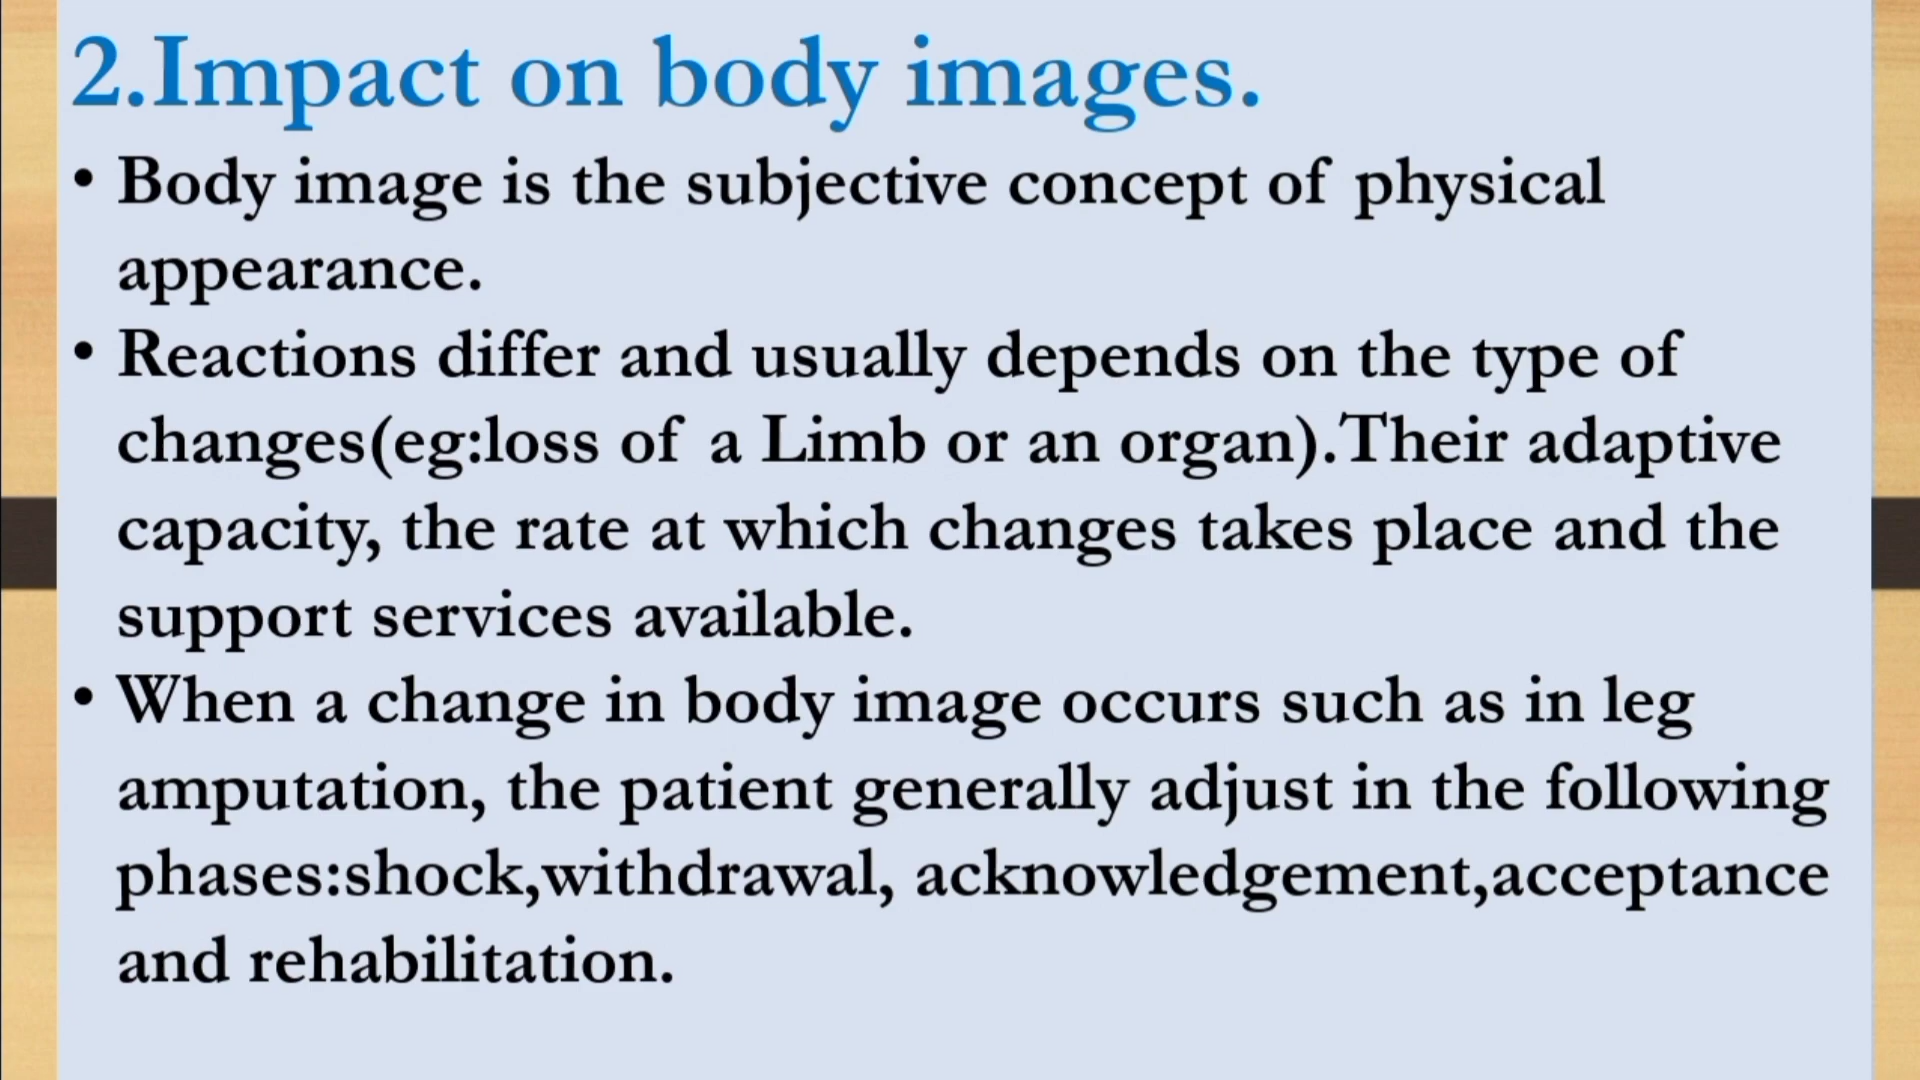 2.Impact on body images.
• Body image is the subjective concept of physical
appearance.
• Reactions differ and usually depends on the type of
changes(eg:loss of a Limb or an organ).Their adaptive
capacity, the rate at which changes takes place and the
support services available.
• When a change in body image occurs such as in leg
amputation, the patient generally adjust in the following
phases:shock,withdrawal, acknowledgement,acceptance
and rehabilitation.